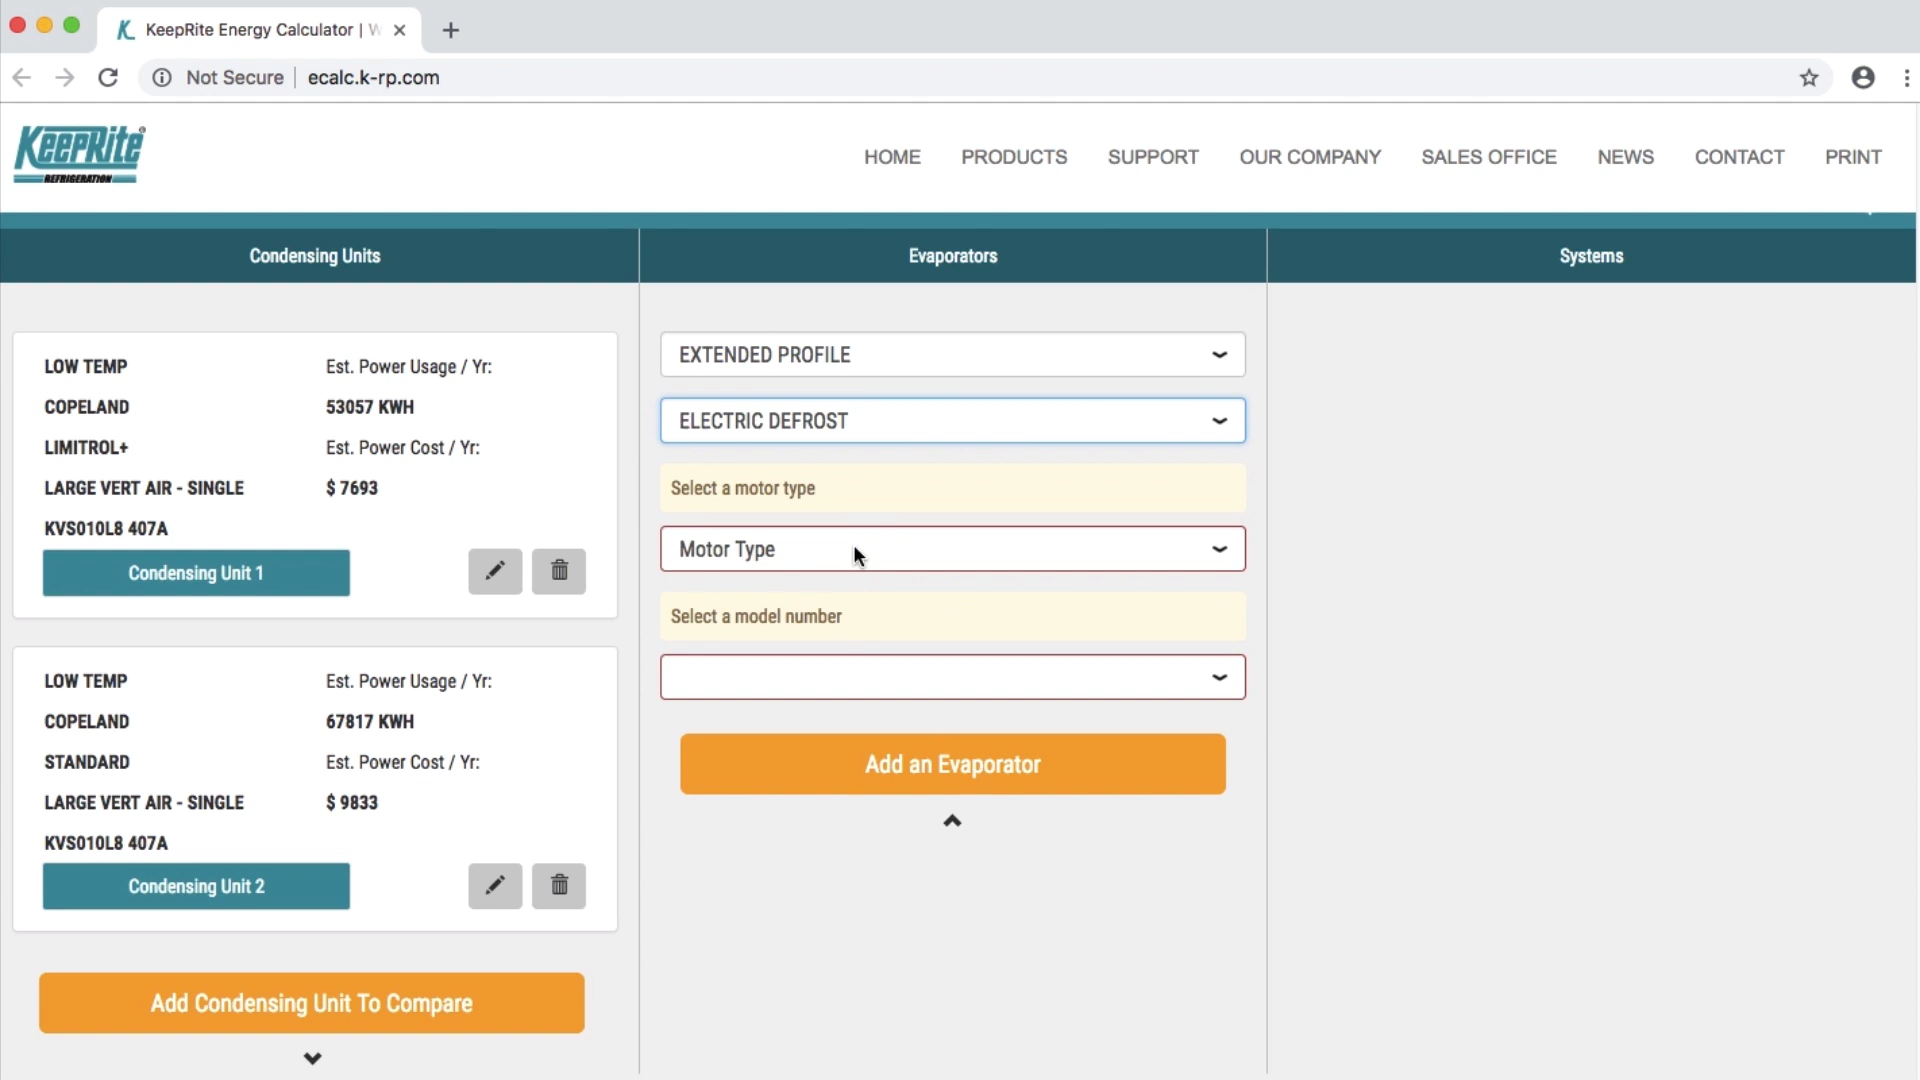 KeepRite Energy Calculator | W
Not Secure
ecalc.k-rp.com
KeepRite®
REFRIGERATION
HOME
PRODUCTS
SUPPORT
OUR COMPANY
SALES OFFICE
NEWS
CONTACT
PRINT
Condensing Units
Evaporators
Systems
LOW TEMP
Est. Power Usage / Yr:
COPELAND
53057 KWH
LIMITROL+
Est. Power Cost / Yr:
LARGE VERT AIR - SINGLE
$ 7693
KVS010L8 407A
Condensing Unit 1
LOW TEMP
Est. Power Usage / Yr:
COPELAND
67817 KWH
STANDARD
Est. Power Cost / Yr:
LARGE VERT AIR - SINGLE
$ 9833
KVS010L8 407A
Condensing Unit 2
Add Condensing Unit To Compare
EXTENDED PROFILE
ELECTRIC DEFROST
Select a motor type
Motor Type
Select a model number
Add an Evaporator